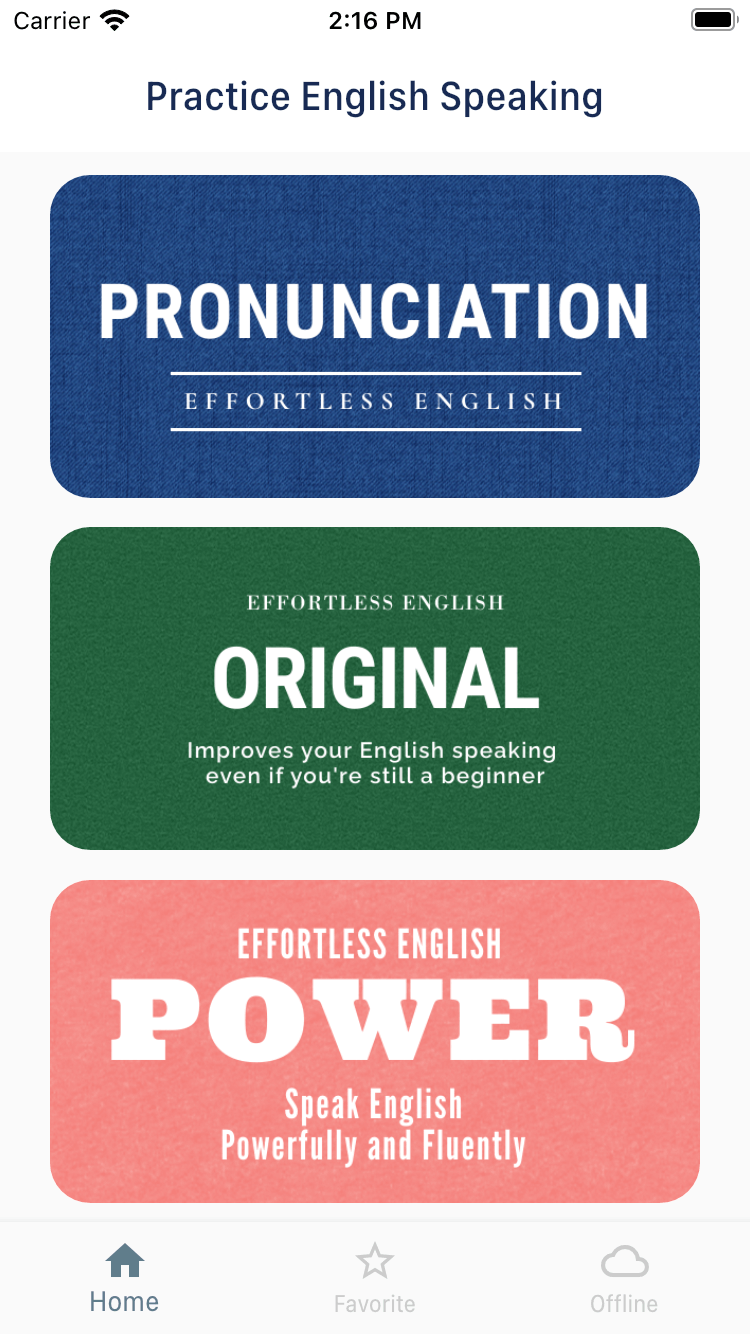 Carrier 2:16 PM
Practice English Speaking
PRONUNCIATION
EFFORTLESS ENGLISH
EFFORTLESS ENGLISH
ORIGINAL
Improves your English speaking
even if you're still a beginner
EFFORTLESS ENGLISH
POWER
Speak English
Powerfully and Fluently
Home Favorite Offline